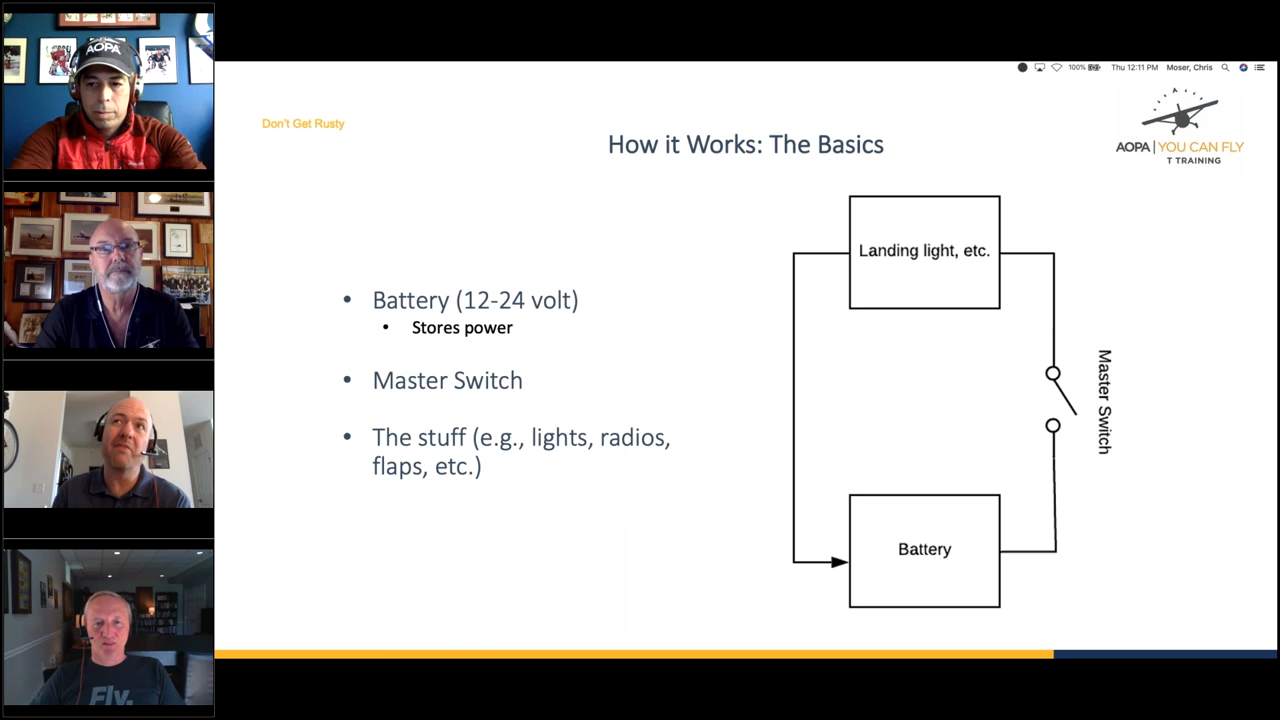 AOPA
100%
Thu 12:11 PM
Moser, Chris
Don't Get Rusty
How it Works: The Basics
AOPA | YOU CAN FLY
T TRAINING
• Battery (12-24 volt)
• Stores power
• Master Switch
• The stuff (e.g., lights, radios,
flaps, etc.)
Landing light, etc.
Master Switch
Battery
Fly.